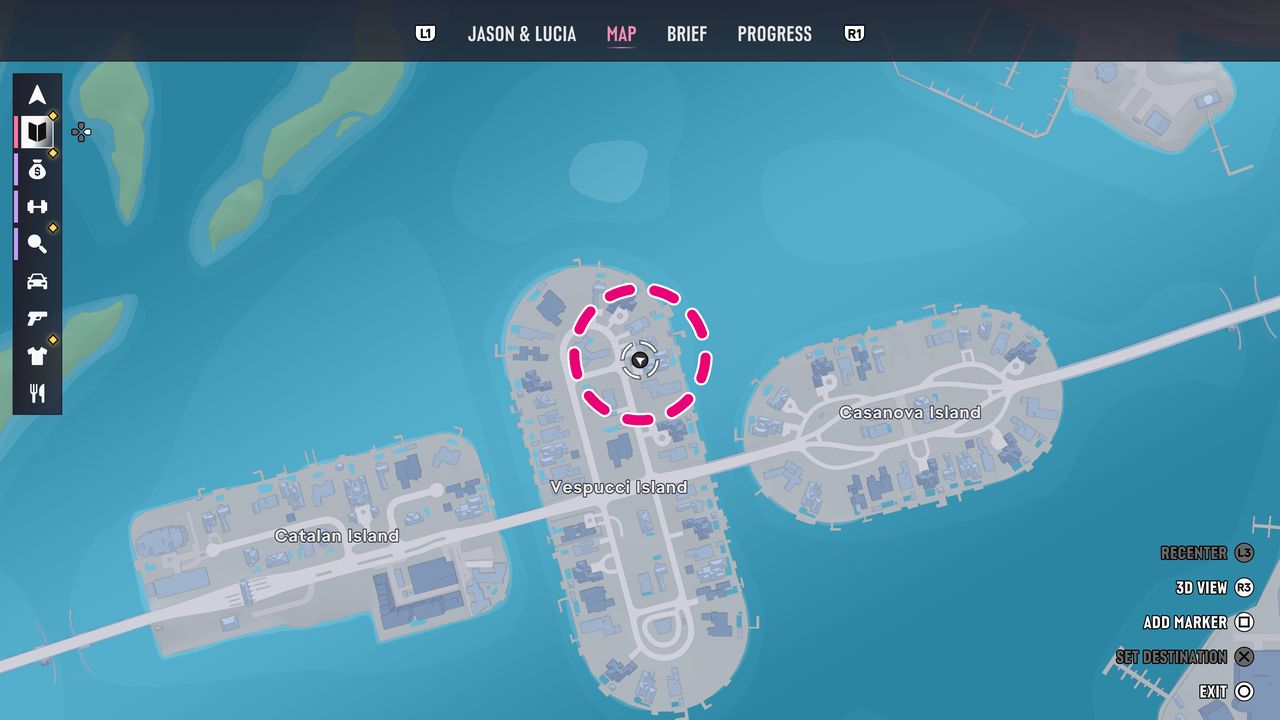 L1 JASON & LUCIA MAP BRIEF PROGRESS R1
$
Casanova Island
Vespucci Island
Catalan Island
RECENTER L3
3D VIEW R3
ADD MARKER
SET DESTINATION
EXIT